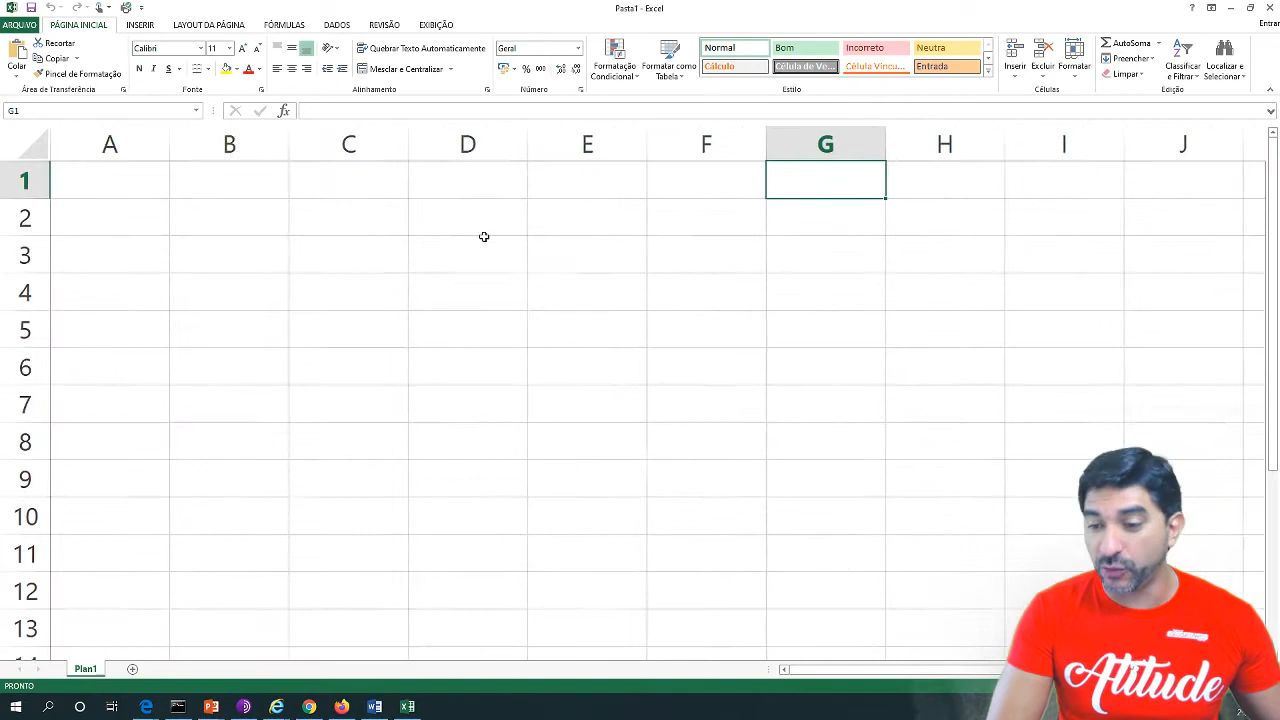 Pasta1 - Excel
Entrar
ARQUIVO PÁGINA INICIAL INSERIR LAYOUT DA PÁGINA FÓRMULAS DADOS REVISÃO EXIBIÇÃO
Colar
Recortar
Copiar
Pincel de Formatação
Área de Transferência
Calibri 11
N I S
Fonte
Quebrar Texto Automaticamente
Mesclar e Centralizar
Alinhamento
Geral
% 000
Número
Formatação Condicional
Formatar como Tabela
Normal Bom Incorreto Neutra
Cálculo Célula de Ve... Célula Vincu... Entrada
Estilo
Inserir Excluir Formatar
Células
AutoSoma
Preencher
Limpar
Classificar e Filtrar
Localizar e Selecionar
Edição
G1
fx
A B C D E F G H I J
1
2
3
4
5
6
7
8
9
10
11
12
13
Atitude
Plan1
PRONTO